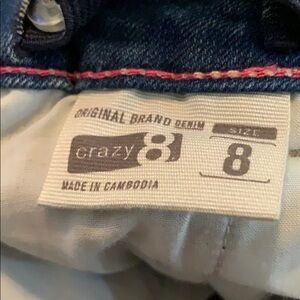 ORIGINAL BRAND DENIM
crazy 8
SIZE
8
MADE IN CAMBODIA